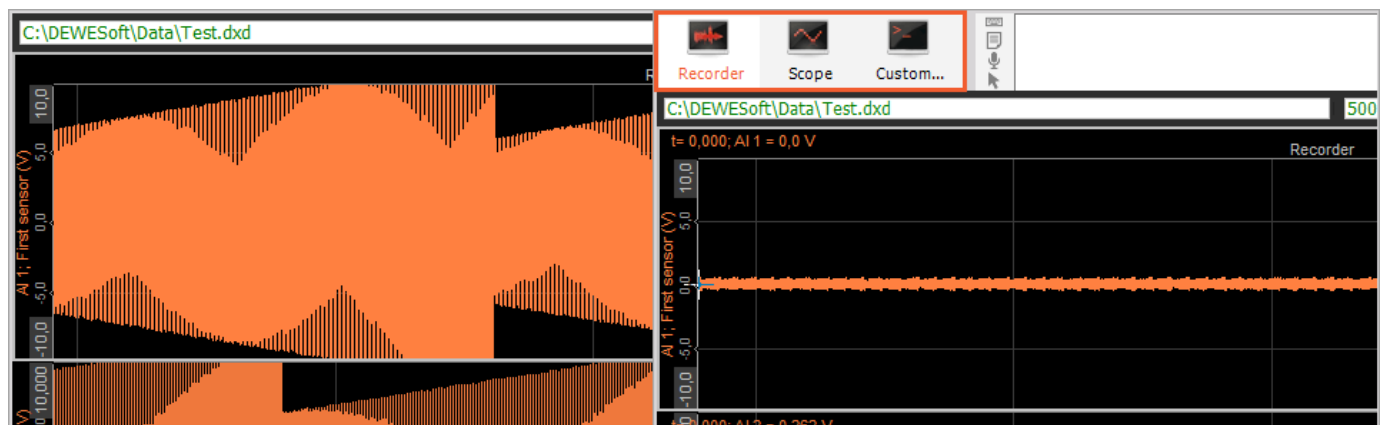 C:\DEWESoft\Data\Test.dxd
10,0
5,0
0,0
-5,0
-10,0
AI 1; First sensor (V)
10,000
Recorder
Scope
Custom...
C:\DEWESoft\Data\Test.dxd
500
t= 0,000; AI 1 = 0,0 V
Recorder
10,0
5,0
0,0
-5,0
-10,0
AI 1; First sensor (V)